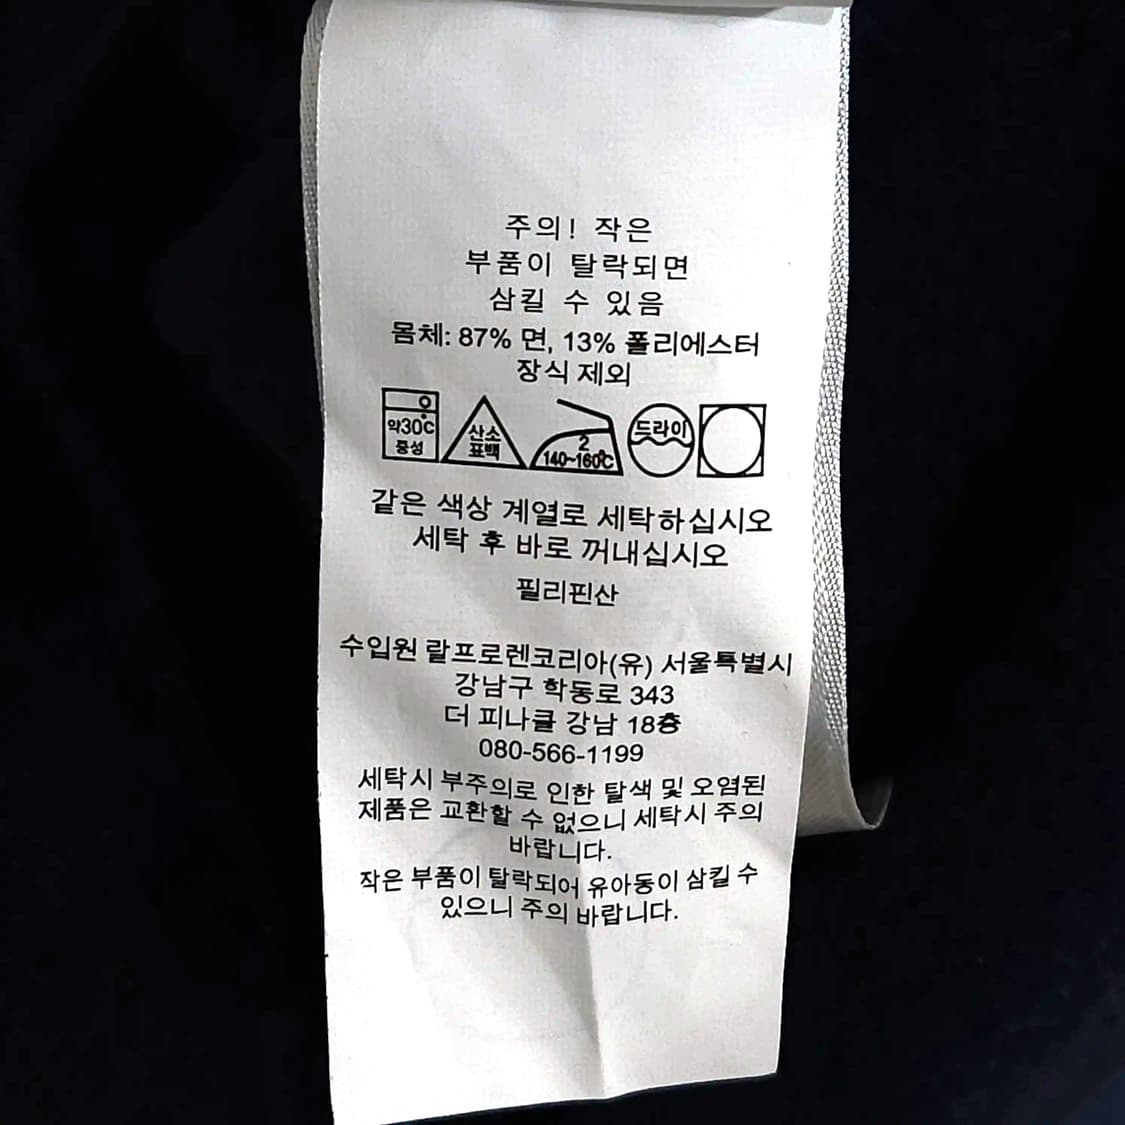 주의! 작은
부품이 탈락되면
삼킬 수 있음
몸체: 87% 면, 13% 폴리에스터
장식 제외
약30℃
중성
산소
표백
2
140~160℃
드라이
같은 색상 계열로 세탁하십시오
세탁 후 바로 꺼내십시오
필리핀산
수입원 랄프로렌코리아(유) 서울특별시
강남구 학동로 343
더 피나클 강남 18층
080-566-1199
세탁시 부주의로 인한 탈색 및 오염된
제품은 교환할 수 없으니 세탁시 주의
바랍니다.
작은 부품이 탈락되어 유아동이 삼킬 수
있으니 주의 바랍니다.